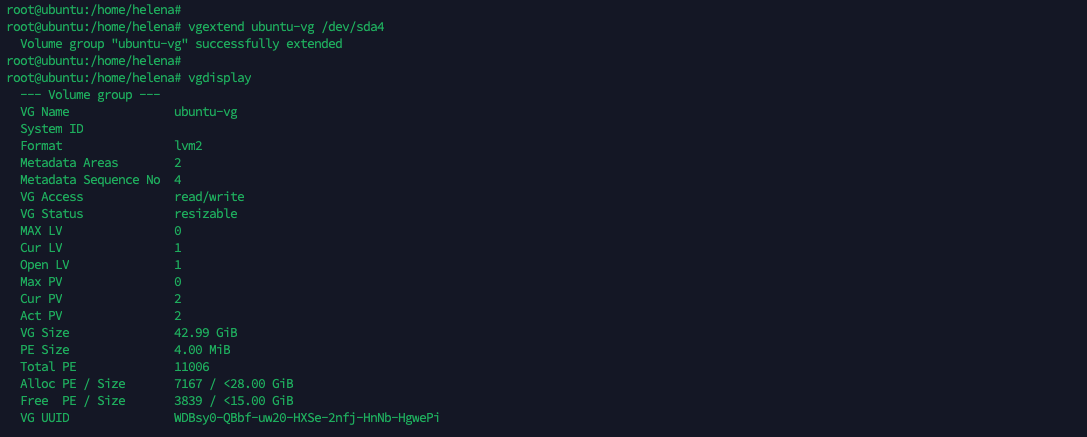 root@ubuntu:/home/helena#
root@ubuntu:/home/helena# vgextend ubuntu-vg /dev/sda4
  Volume group "ubuntu-vg" successfully extended
root@ubuntu:/home/helena#
root@ubuntu:/home/helena# vgdisplay
  --- Volume group ---
  VG Name               ubuntu-vg
  System ID
  Format                lvm2
  Metadata Areas        2
  Metadata Sequence No  4
  VG Access             read/write
  VG Status             resizable
  MAX LV                0
  Cur LV                1
  Open LV               1
  Max PV                0
  Cur PV                2
  Act PV                2
  VG Size               42.99 GiB
  PE Size               4.00 MiB
  Total PE              11006
  Alloc PE / Size       7167 / <28.00 GiB
  Free  PE / Size       3839 / <15.00 GiB
  VG UUID               WDBsy0-QBbf-uw20-HXSe-2nfj-HnNb-HgwePi